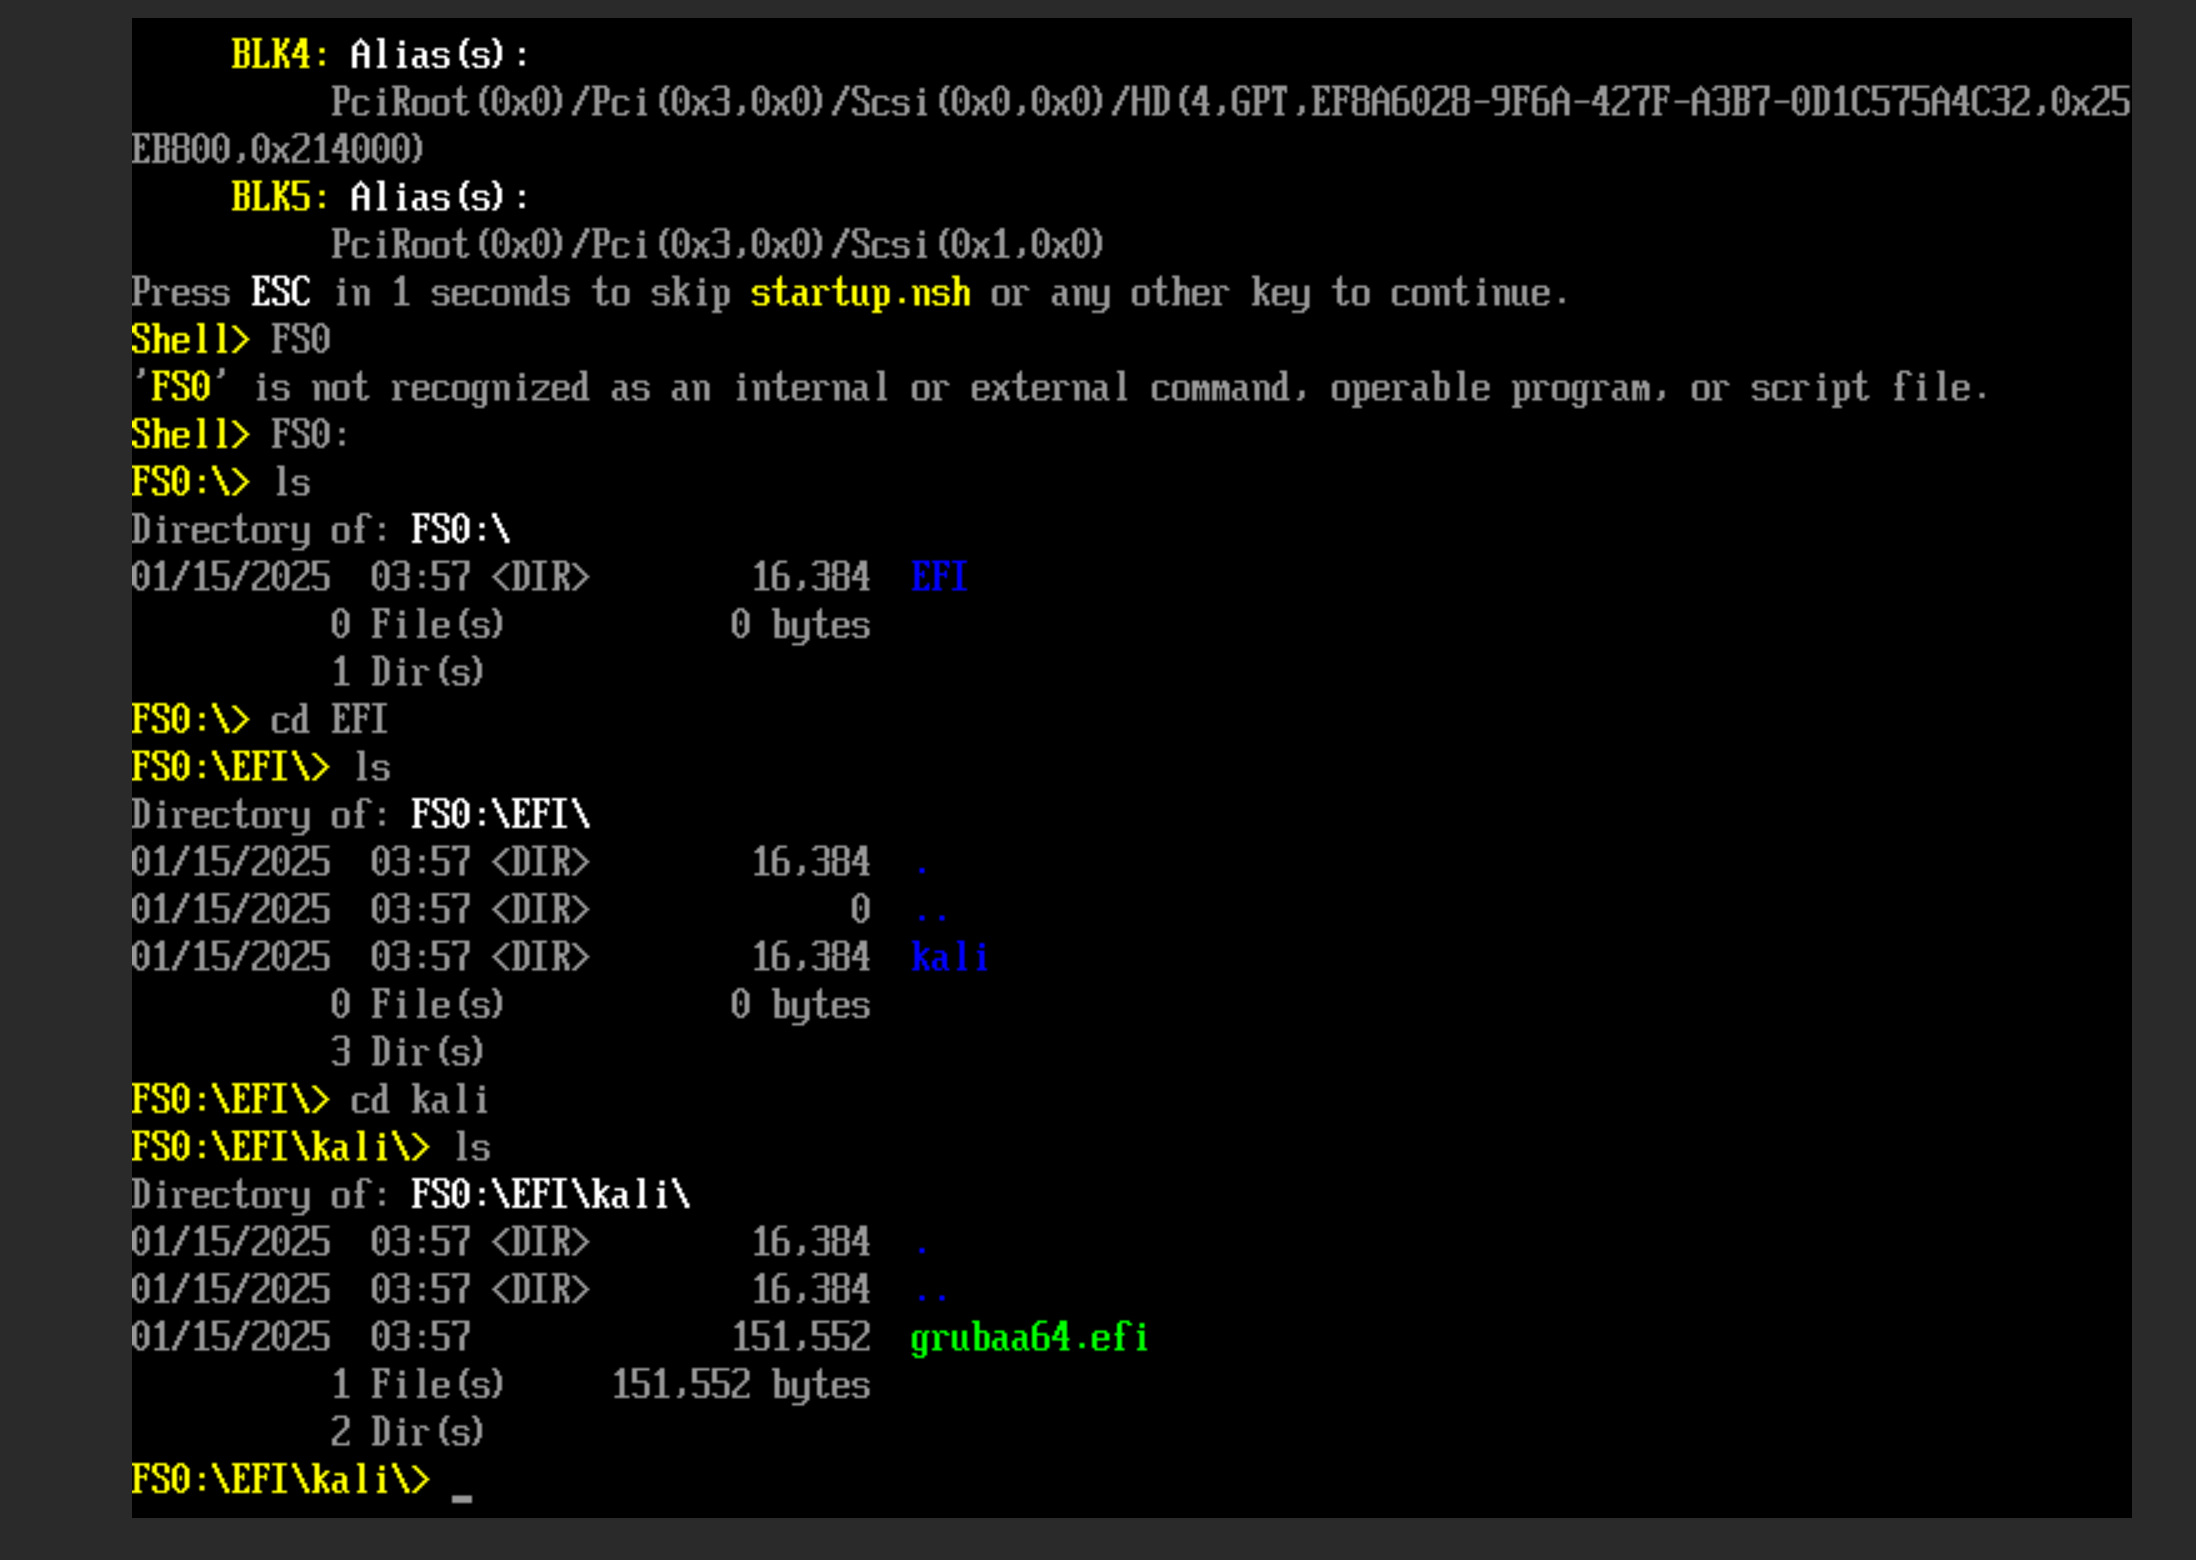 BLK4: Alias(s):
PciRoot(0x0)/Pci(0x3,0x0)/Scsi(0x0,0x0)/HD(4,GPT,EF8A6028-9F6A-427F-A3B7-0D1C575A4C32,0x25
EB800,0x214000)
BLK5: Alias(s):
PciRoot(0x0)/Pci(0x3,0x0)/Scsi(0x1,0x0)
Press ESC in 1 seconds to skip startup.nsh or any other key to continue.
Shell> FS0
'FS0' is not recognized as an internal or external command, operable program, or script file.
Shell> FS0:
FS0:\> ls
Directory of: FS0:\
01/15/2025  03:57 <DIR>        16,384  EFI
0 File(s)           0 bytes
1 Dir(s)
FS0:\> cd EFI
FS0:\EFI\> ls
Directory of: FS0:\EFI\
01/15/2025  03:57 <DIR>        16,384  .
01/15/2025  03:57 <DIR>             0  ..
01/15/2025  03:57 <DIR>        16,384  kali
0 File(s)           0 bytes
3 Dir(s)
FS0:\EFI\> cd kali
FS0:\EFI\kali\> ls
Directory of: FS0:\EFI\kali\
01/15/2025  03:57 <DIR>        16,384  .
01/15/2025  03:57 <DIR>        16,384  ..
01/15/2025  03:57             151,552  grubaa64.efi
1 File(s)     151,552 bytes
2 Dir(s)
FS0:\EFI\kali\> _